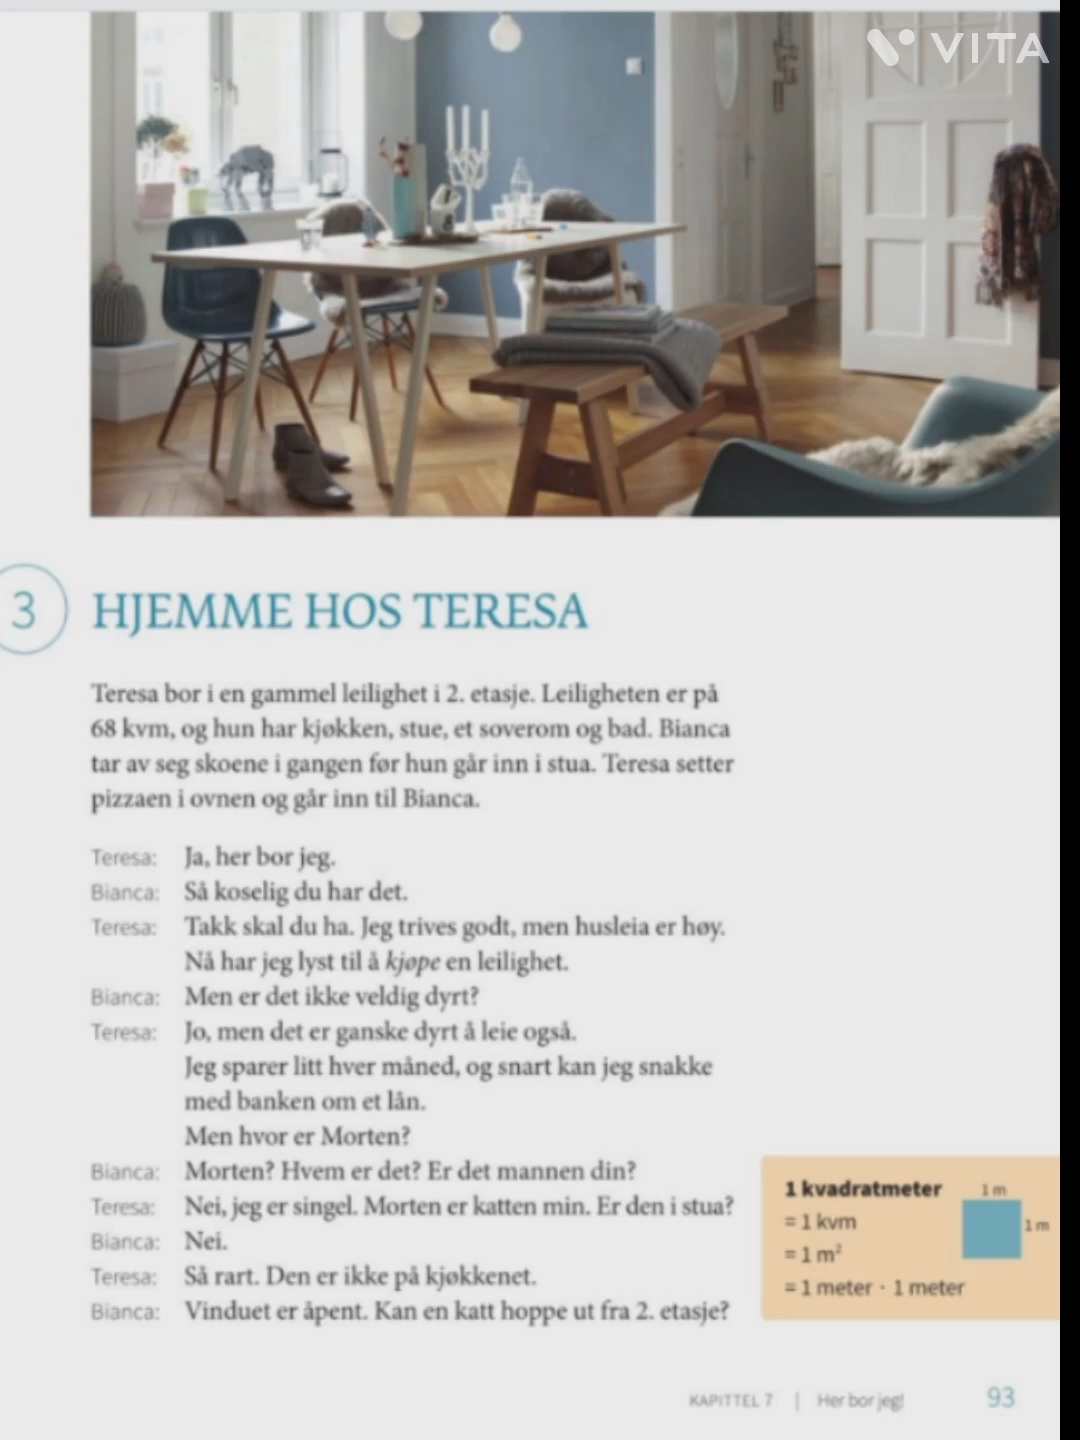 VITA
3 HJEMME HOS TERESA
Teresa bor i en gammel leilighet i 2. etasje. Leiligheten er på
68 kvm, og hun har kjøkken, stue, et soverom og bad. Bianca
tar av seg skoene i gangen før hun går inn i stua. Teresa setter
pizzaen i ovnen og går inn til Bianca.
Teresa: Ja, her bor jeg.
Bianca: Så koselig du har det.
Teresa: Takk skal du ha. Jeg trives godt, men husleia er høy.
Nå har jeg lyst til å kjøpe en leilighet.
Bianca: Men er det ikke veldig dyrt?
Teresa: Jo, men det er ganske dyrt å leie også.
Jeg sparer litt hver måned, og snart kan jeg snakke
med banken om et lån.
Men hvor er Morten?
Bianca: Morten? Hvem er det? Er det mannen din?
Teresa: Nei, jeg er singel. Morten er katten min. Er den i stua?
Bianca: Nei.
Teresa: Så rart. Den er ikke på kjøkkenet.
Bianca: Vinduet er åpent. Kan en katt hoppe ut fra 2. etasje?
1 kvadratmeter
= 1 kvm
= 1 m²
= 1 meter · 1 meter
1 m
1 m
KAPITTEL 7 | Her bor jeg! 93